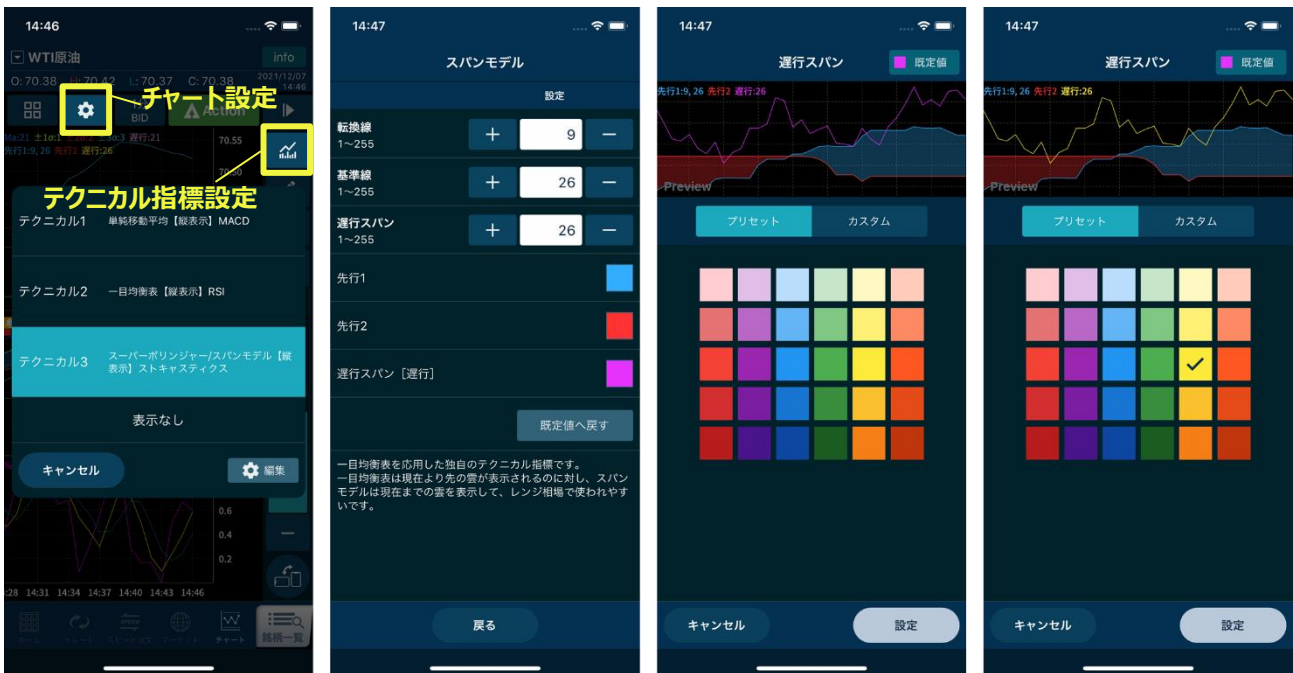 14:46
WTI原油
info
O: 70.38 H: 70.42 L: 70.37 C: 70.38
2021/12/07
14:46
チャート設定
BID
Action
Ma:21 ±1σ:1 遅行:21
先行1:9, 26 先行2 遅行:26
70.55
70.50
テクニカル指標設定
テクニカル1 単純移動平均【縦表示】MACD
テクニカル2 一目均衡表【縦表示】RSI
テクニカル3 スーパーボリンジャー/スパンモデル【縦
表示】ストキャスティクス
表示なし
キャンセル
編集
0.6
0.4
0.2
:28 14:31 14:34 14:37 14:40 14:43 14:46
チャート
銘柄一覧
14:47
スパンモデル
設定
転換線
1~255
+ 9 −
基準線
1~255
+ 26 −
遅行スパン
1~255
+ 26 −
先行1
先行2
遅行スパン［遅行］
既定値へ戻す
一目均衡表を応用した独自のテクニカル指標です。
一目均衡表は現在より先の雲が表示されるのに対し、スパン
モデルは現在までの雲を表示して、レンジ相場で使われやす
いです。
戻る
14:47
遅行スパン
既定値
先行1:9, 26 先行2 遅行:26
Preview
プリセット
カスタム
キャンセル
設定
14:47
遅行スパン
既定値
先行1:9, 26 先行2 遅行:26
Preview
プリセット
カスタム
キャンセル
設定